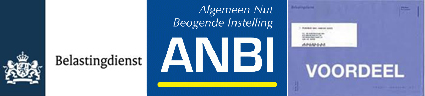 Belastingdienst
Algemeen Nut
Beogende Instelling
ANBI
VOORDEEL